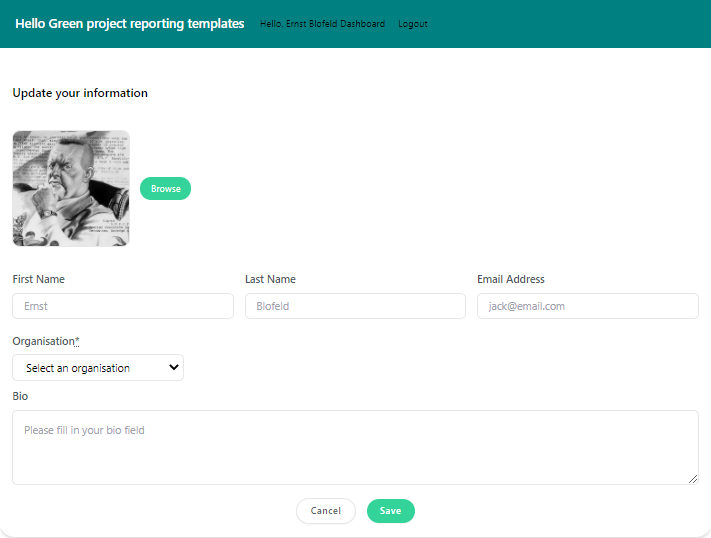 Hello Green project reporting templates Hello, Ernst Blofeld Dashboard Logout
Update your information
Browse
First Name Last Name Email Address
Ernst Blofeld jack@email.com
Organisation*
Select an organisation
Bio
Please fill in your bio field
Cancel Save